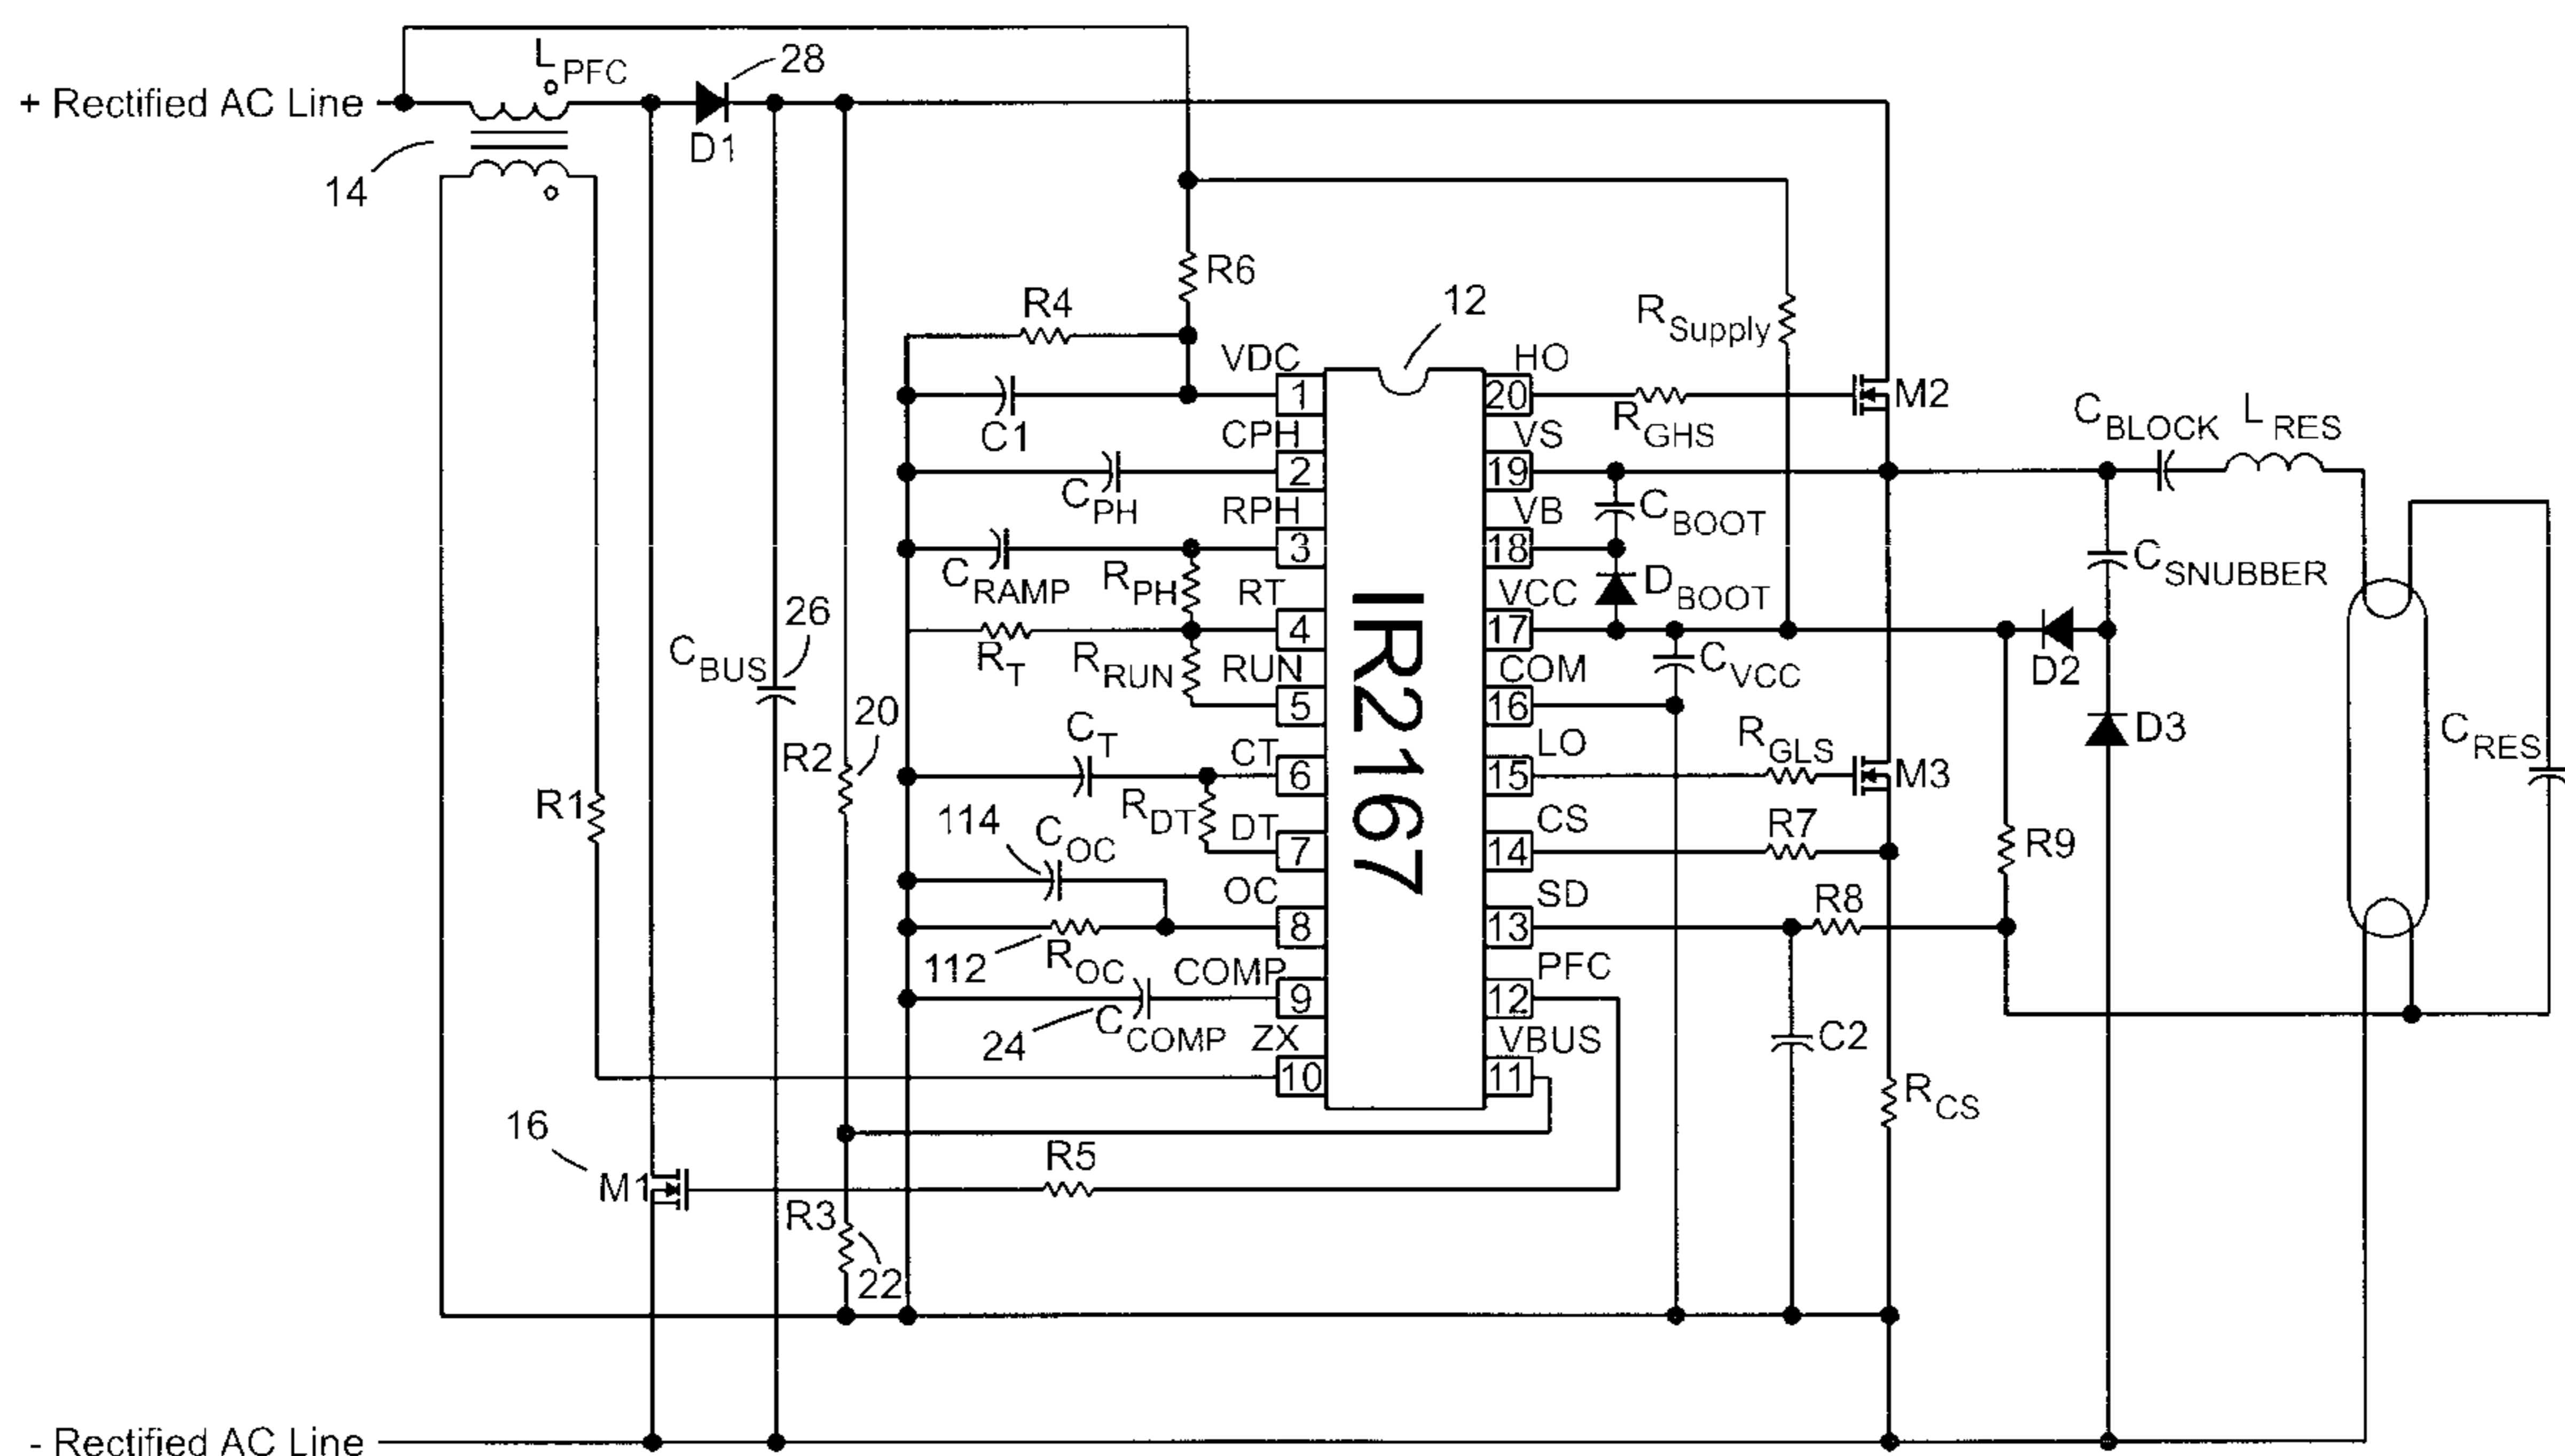 L PFC
28
+ Rectified AC Line
D1
14
R6
R4
12
R Supply
VDC
HO
1
20
M2
C1
R GHS
C BLOCK
L RES
CPH
VS
2
19
C PH
C BOOT
RPH
VB
3
18
C SNUBBER
C RAMP
R PH
D BOOT
RT
VCC
26
4
17
R T
D2
C BUS
R RUN
RUN
COM
C VCC
5
16
20
C T
D3
R GLS
C RES
R2
CT
LO
6
15
M3
R1
R DT
114
C OC
DT
CS
R7
7
14
R9
OC
SD
R8
8
13
112
R OC
COMP
PFC
9
12
24
C COMP
C2
ZX
VBUS
10
11
R CS
16
R5
M1
R3
22
IR2167
- Rectified AC Line